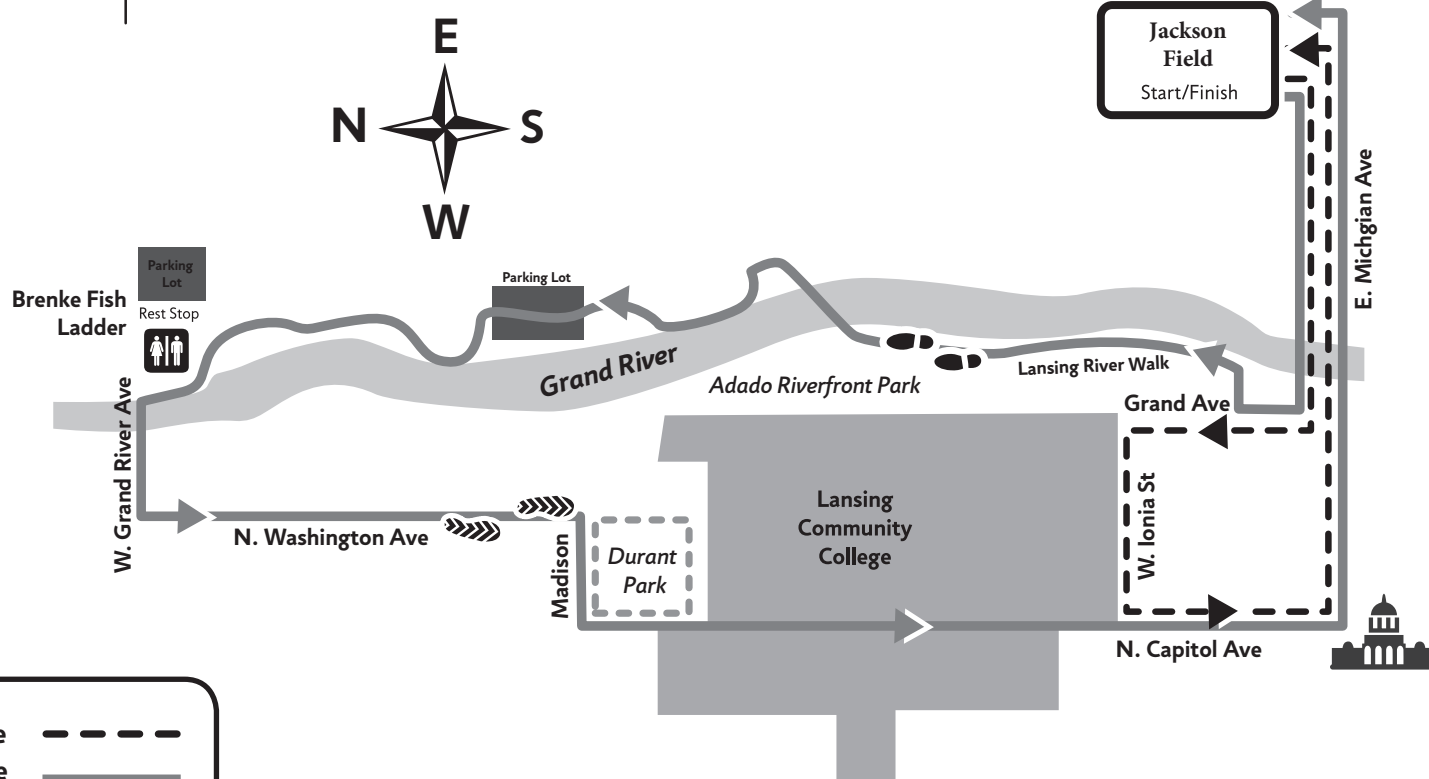 E
N
S
W
Jackson
Field
Start/Finish
E. Michgian Ave
Parking
Lot
Rest Stop
Brenke Fish
Ladder
Parking Lot
Grand River
Adado Riverfront Park
Lansing River Walk
Grand Ave
W. Grand River Ave
N. Washington Ave
Madison
Durant
Park
Lansing
Community
College
W. Ionia St
N. Capitol Ave